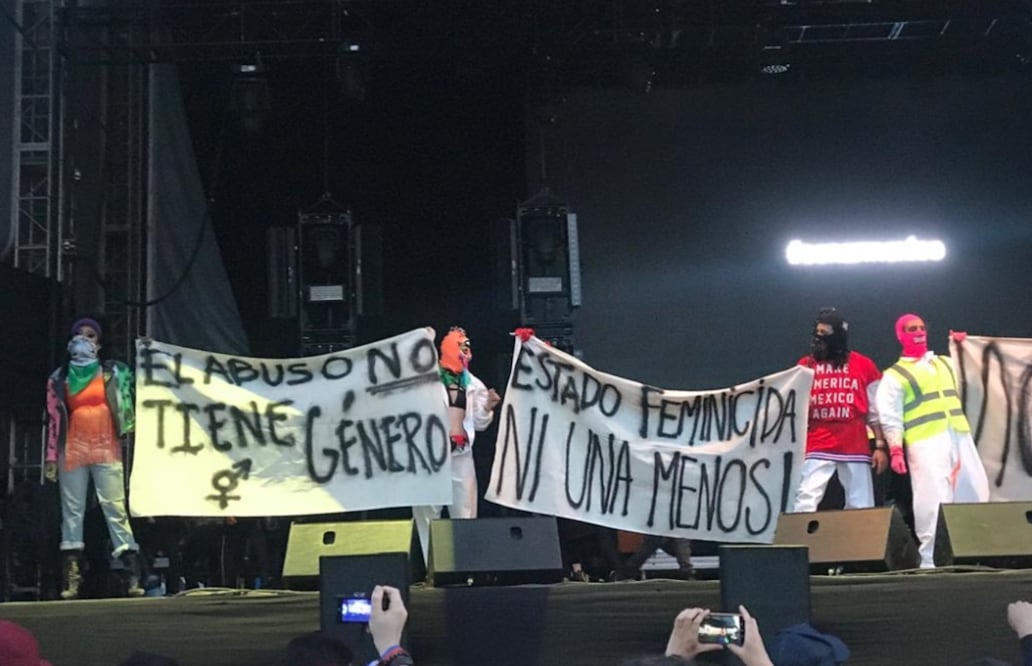 EL ABUSO NO
TIENE GÉNERO
ESTADO FEMINICIDA
NI UNA MENOS!
MAKE
AMERICA
MEXICO
AGAIN